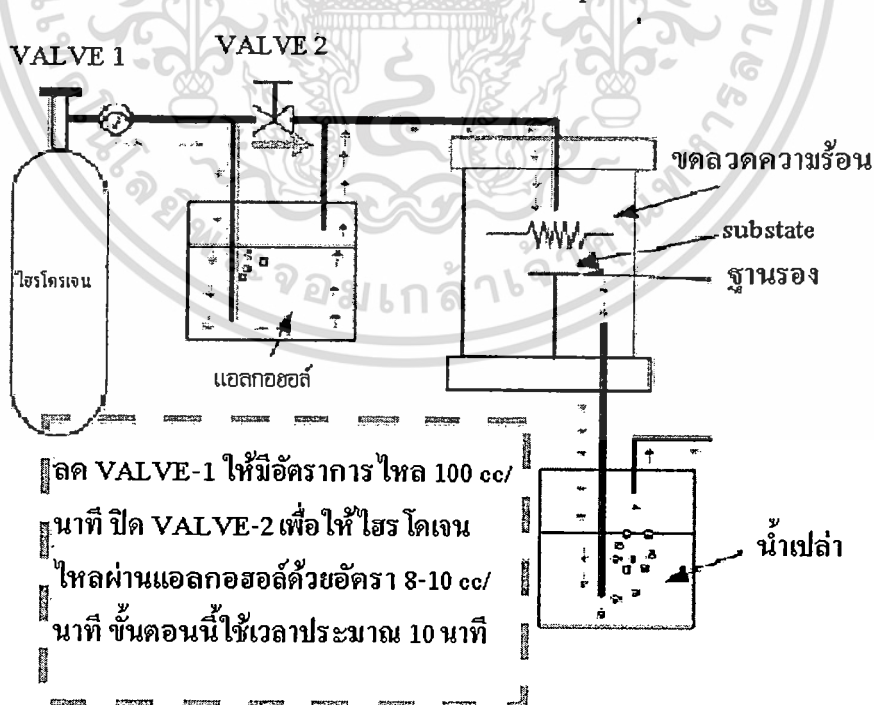 VALVE 1
VALVE 2
ขดลวดความร้อน
substate
ฐานรอง
ไฮรโดรเจน
แอลกอฮอล์
ลด VALVE-1 ให้มีอัตราการไหล 100 cc/
นาที ปิด VALVE-2 เพื่อให้ไฮรโดเจน
ไหลผ่านแอลกอฮอล์ด้วยอัตรา 8-10 cc/
นาที ขั้นตอนนี้ใช้เวลาประมาณ 10 นาที
น้ำเปล่า